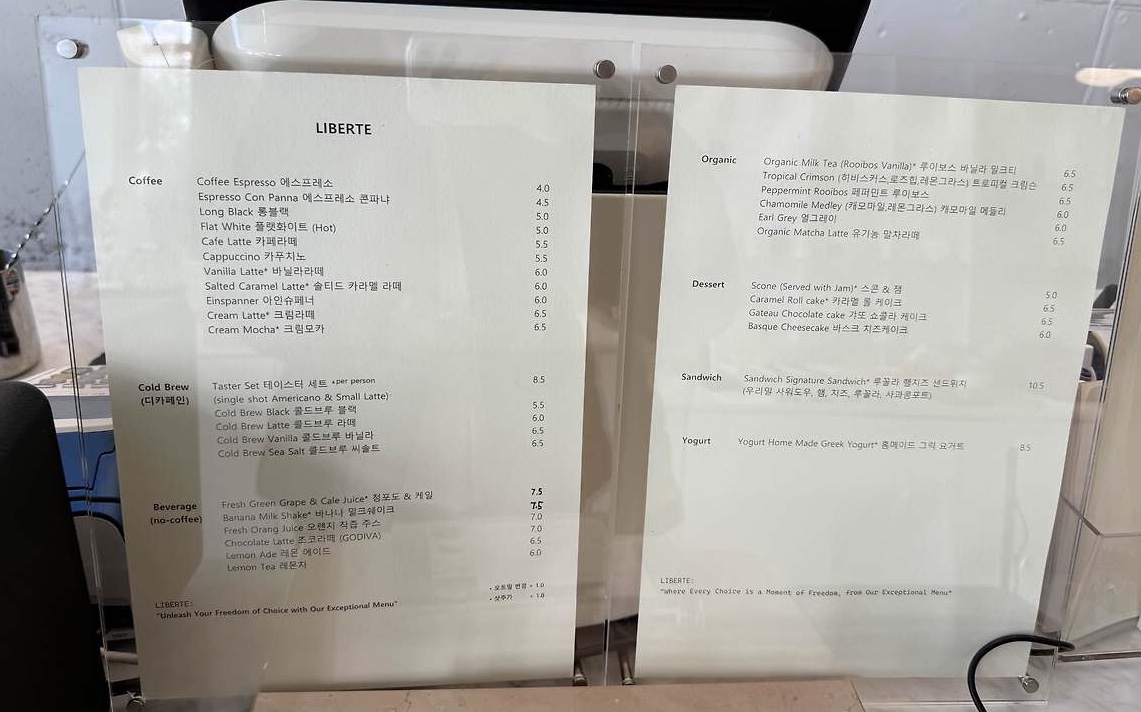 LIBERTE
Coffee
Coffee Espresso 에스프레소 4.0
Espresso Con Panna 에스프레소 콘파냐 4.5
Long Black 롱블랙 5.0
Flat White 플랫화이트 (Hot) 5.0
Cafe Latte 카페라떼 5.5
Cappuccino 카푸치노 5.5
Vanilla Latte* 바닐라라떼 6.0
Salted Caramel Latte* 솔티드 카라멜 라떼 6.0
Einspanner 아인슈페너 6.0
Cream Latte* 크림라떼 6.5
Cream Mocha* 크림모카 6.5
Cold Brew
(디카페인)
Taster Set 테이스터 세트 *per person 8.5
(single shot Americano & Small Latte)
Cold Brew Black 콜드브루 블랙 5.5
Cold Brew Latte 콜드브루 라떼 6.0
Cold Brew Vanilla 콜드브루 바닐라 6.5
Cold Brew Sea Salt 콜드브루 씨솔트 6.5
Beverage
(no-coffee)
Fresh Green Grape & Cale Juice* 청포도 & 케일 7.5
Banana Milk Shake* 바나나 밀크쉐이크 7.5
Fresh Orang Juice 오렌지 착즙 주스 7.0
Chocolate Latte 초코라떼 (GODIVA) 7.0
Lemon Ade 레몬 에이드 6.5
Lemon Tea 레몬차 6.0
• 오트밀 변경 + 1.0
• 샷추가 + 1.0
LIBERTE:
"Unleash Your Freedom of Choice with Our Exceptional Menu"
Organic
Organic Milk Tea (Rooibos Vanilla)* 루이보스 바닐라 밀크티 6.5
Tropical Crimson (히비스커스,로즈힙,레몬그라스) 트로피컬 크림슨 6.5
Peppermint Rooibos 페퍼민트 루이보스 6.5
Chamomile Medley (캐모마일,레몬그라스) 캐모마일 메들리 6.0
Earl Grey 얼그레이 6.0
Organic Matcha Latte 유기농 말차라떼 6.5
Dessert
Scone (Served with Jam)* 스콘 & 잼 5.0
Caramel Roll cake* 카라멜 롤 케이크 6.5
Gateau Chocolate cake 갸또 쇼콜라 케이크 6.5
Basque Cheesecake 바스크 치즈케이크 6.0
Sandwich
Sandwich Signature Sandwich* 루꼴라 햄치즈 샌드위치 10.5
(우리밀 사워도우, 햄, 치즈, 루꼴라, 사과콩포트)
Yogurt
Yogurt Home Made Greek Yogurt* 홈메이드 그릭 요거트 8.5
LIBERTE:
"Where Every Choice is a Moment of Freedom, from Our Exceptional Menu"